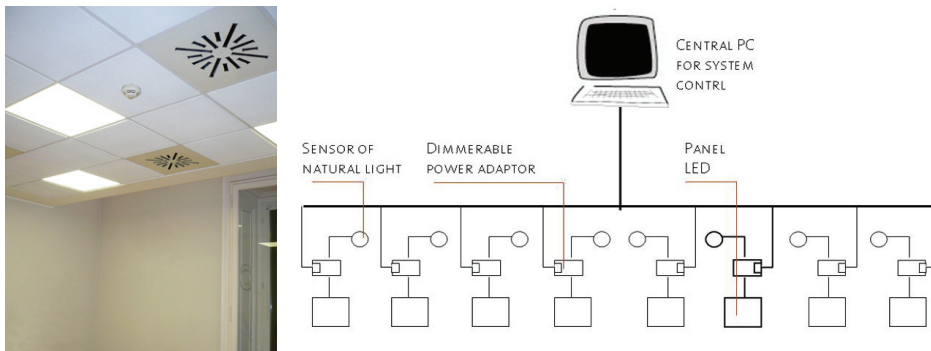 CENTRAL PC
FOR SYSTEM
CONTRL
SENSOR OF
NATURAL LIGHT
DIMMERABLE
POWER ADAPTOR
PANEL
LED